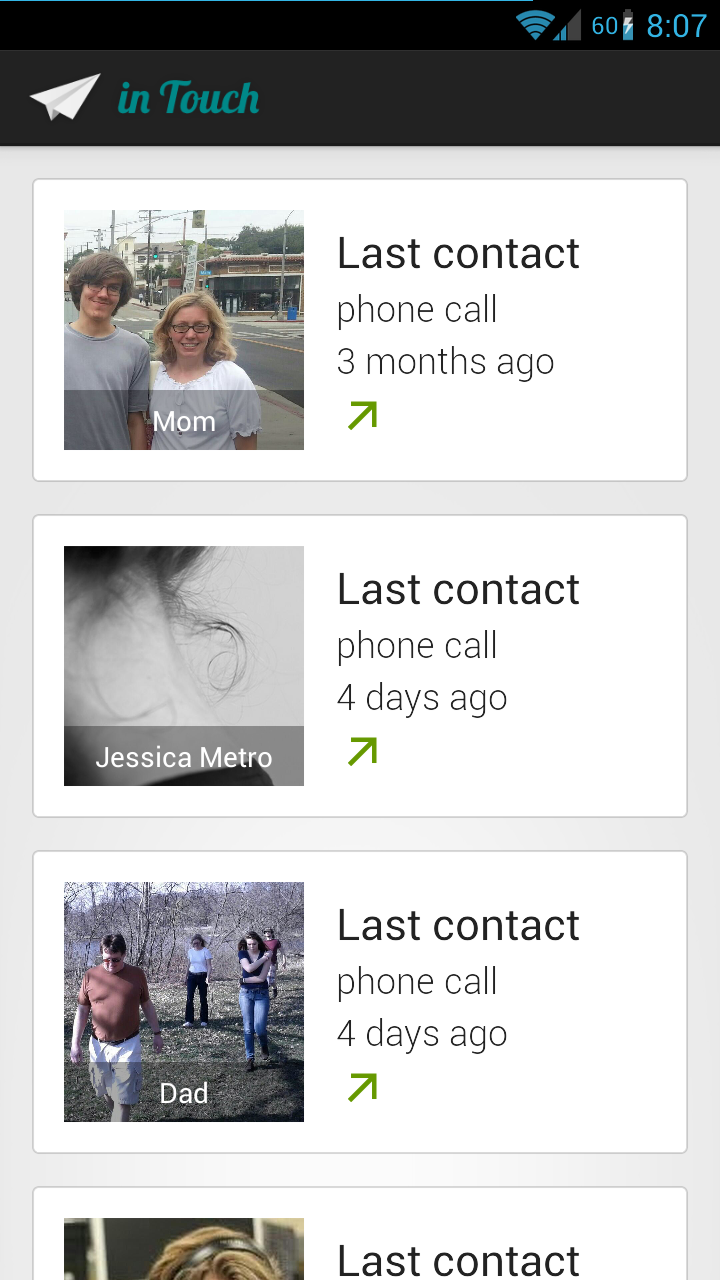 60 8:07
in Touch
Last contact
phone call
3 months ago
Mom
Last contact
phone call
4 days ago
Jessica Metro
Last contact
phone call
4 days ago
Dad
Last contact